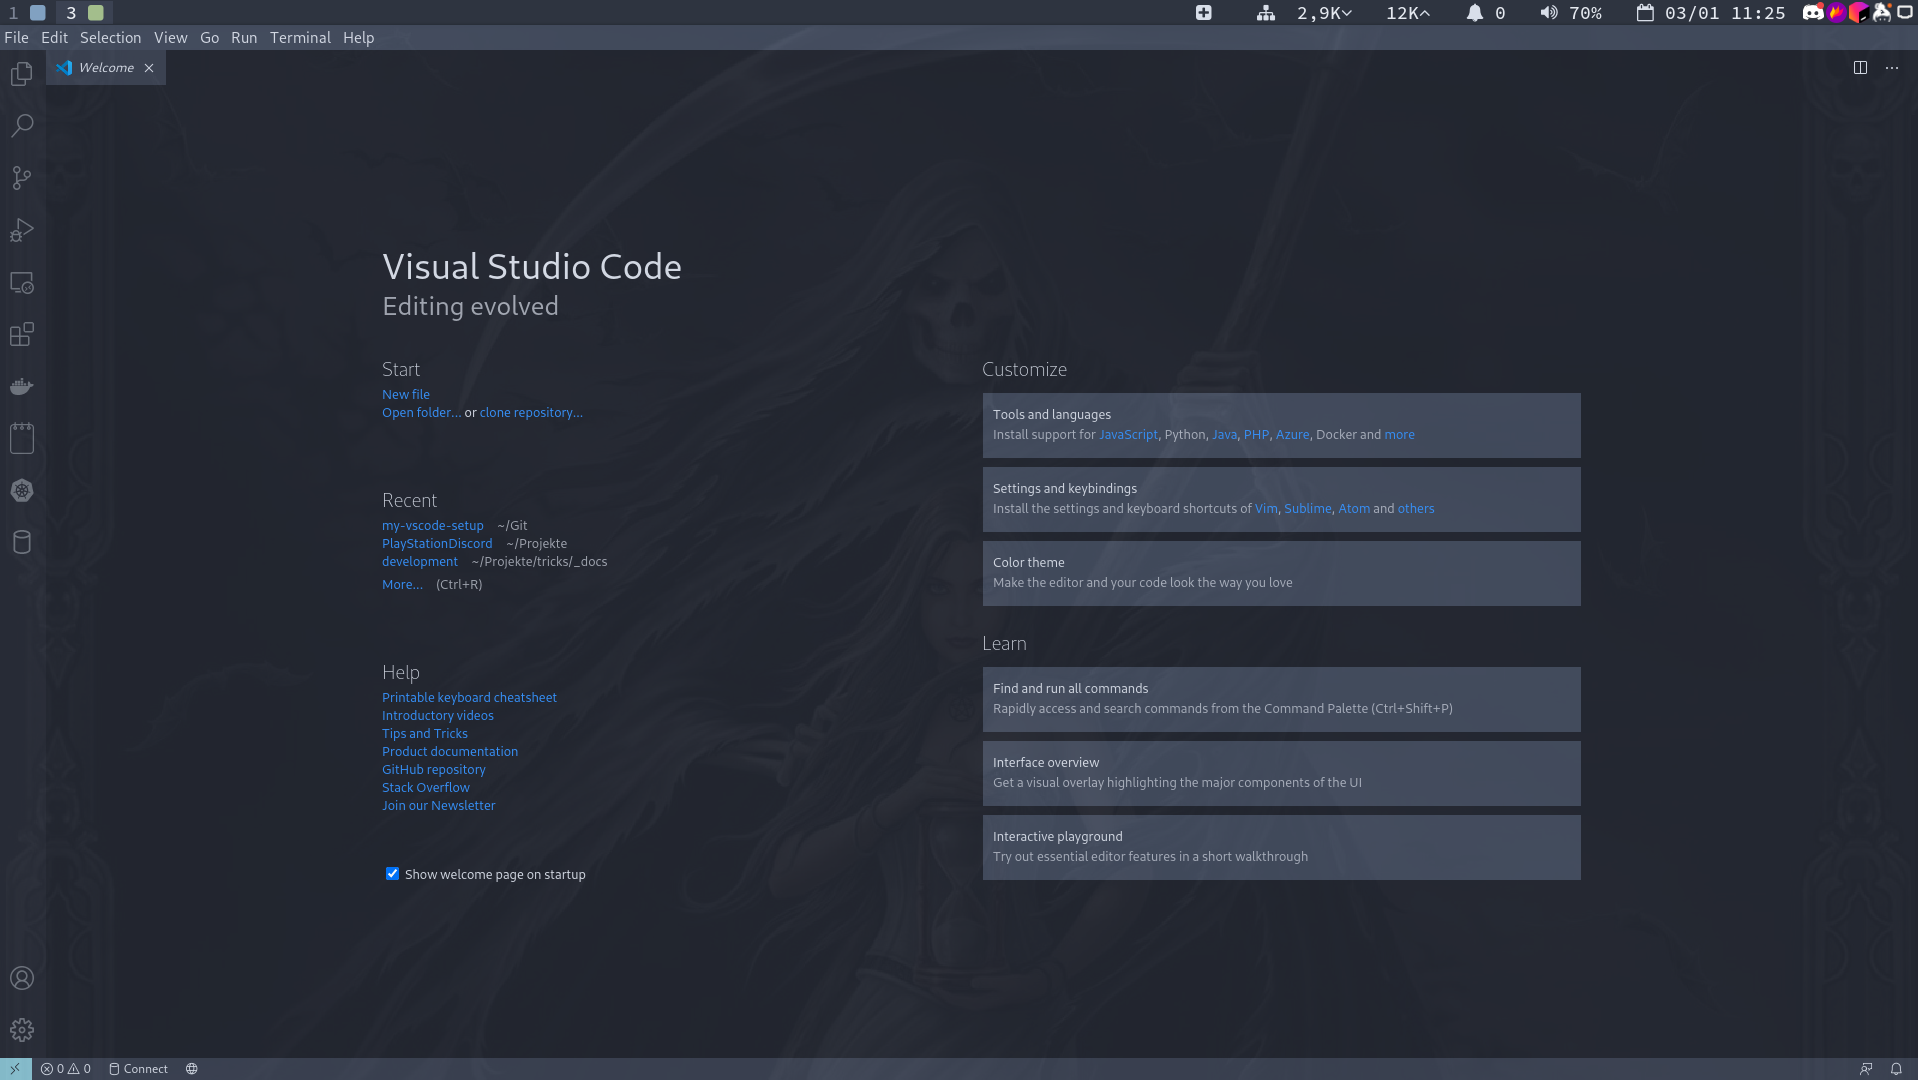 1 3 2,9K 12K 0 70% 03/01 11:25
File Edit Selection View Go Run Terminal Help
Welcome
Visual Studio Code
Editing evolved
Start
New file
Open folder... or clone repository...
Recent
my-vscode-setup ~/Git
PlayStationDiscord ~/Projekte
development ~/Projekte/tricks/_docs
More... (Ctrl+R)
Help
Printable keyboard cheatsheet
Introductory videos
Tips and Tricks
Product documentation
GitHub repository
Stack Overflow
Join our Newsletter
Show welcome page on startup
Customize
Tools and languages
Install support for JavaScript, Python, Java, PHP, Azure, Docker and more
Settings and keybindings
Install the settings and keyboard shortcuts of Vim, Sublime, Atom and others
Color theme
Make the editor and your code look the way you love
Learn
Find and run all commands
Rapidly access and search commands from the Command Palette (Ctrl+Shift+P)
Interface overview
Get a visual overlay highlighting the major components of the UI
Interactive playground
Try out essential editor features in a short walkthrough
0 0 Connect